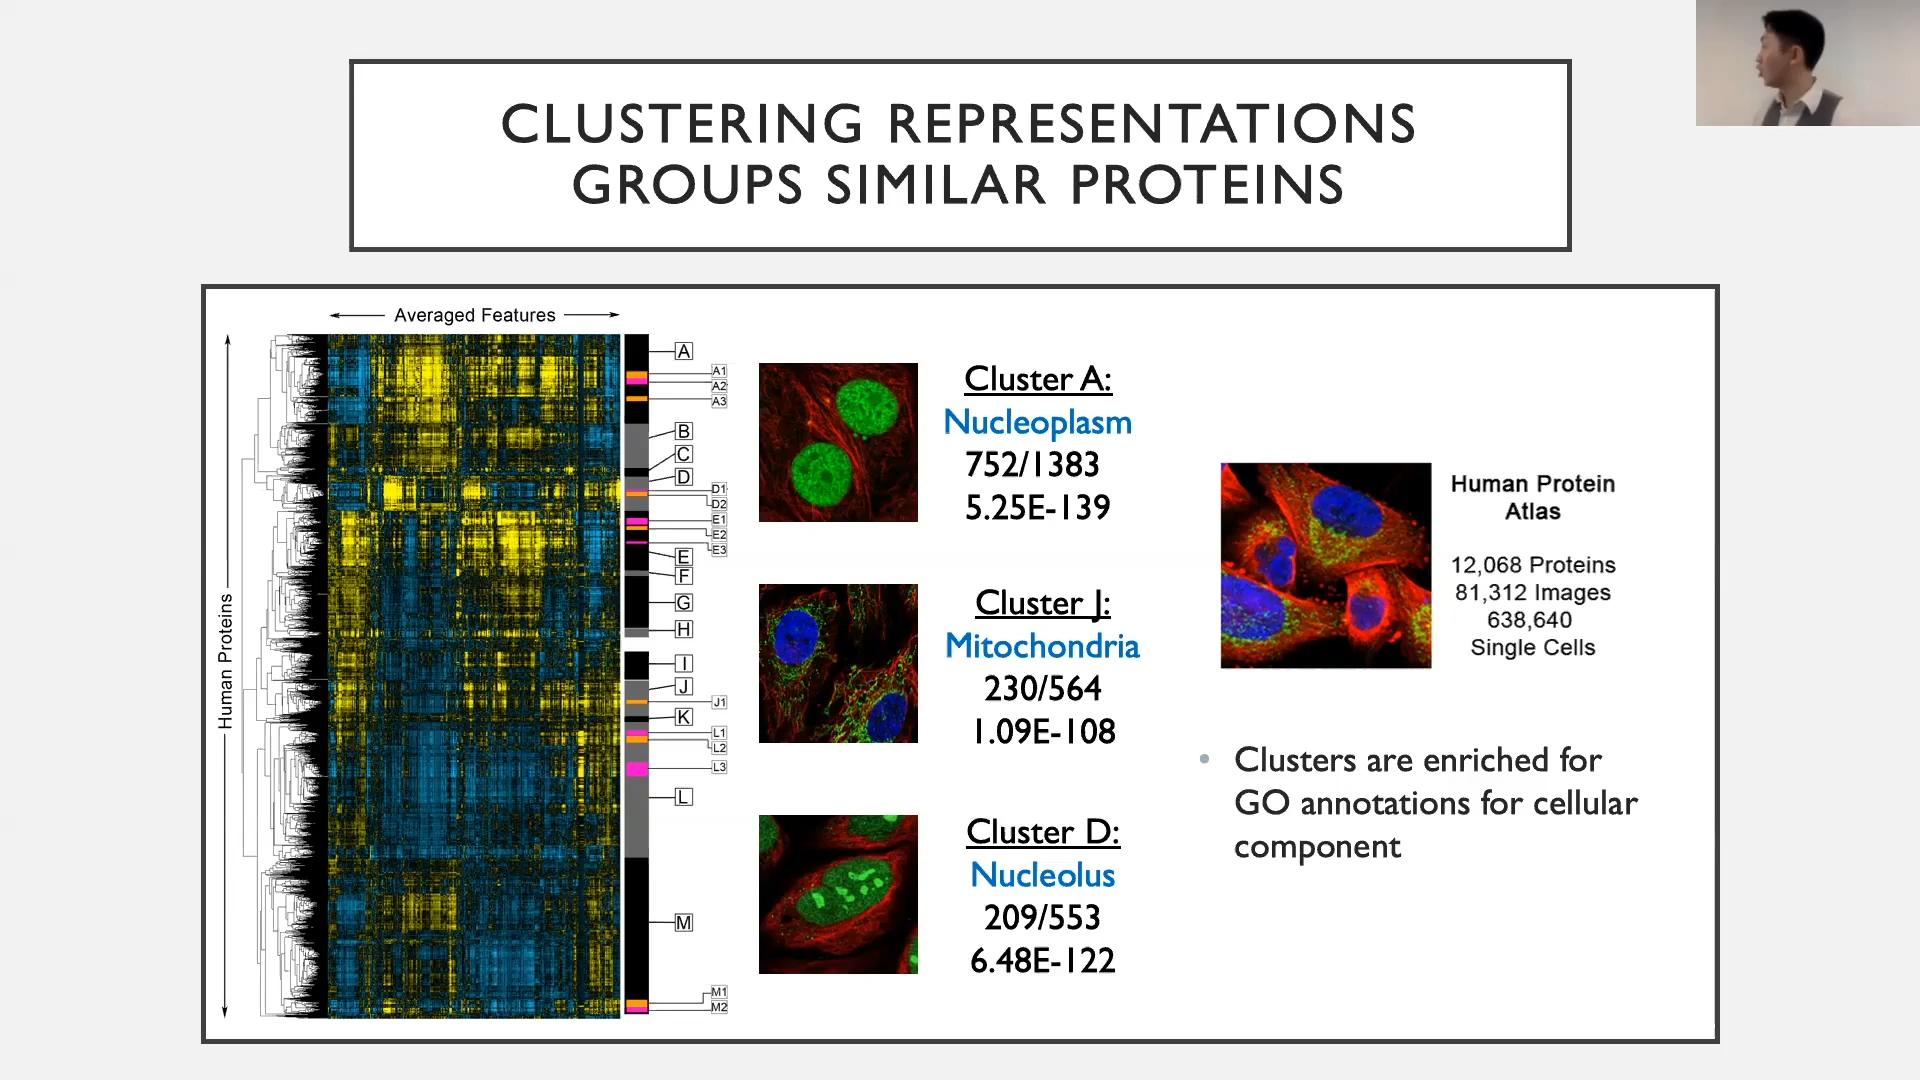 CLUSTERING REPRESENTATIONS
GROUPS SIMILAR PROTEINS
Averaged Features
Human Proteins
A
A1
A2
A3
B
C
D
D1
D2
E1
E2
E3
E
F
G
H
I
J
J1
K
L1
L2
L3
L
M
M1
M2
Cluster A:
Nucleoplasm
752/1383
5.25E-139
Cluster J:
Mitochondria
230/564
1.09E-108
Cluster D:
Nucleolus
209/553
6.48E-122
Human Protein
Atlas
12,068 Proteins
81,312 Images
638,640
Single Cells
• Clusters are enriched for
GO annotations for cellular
component